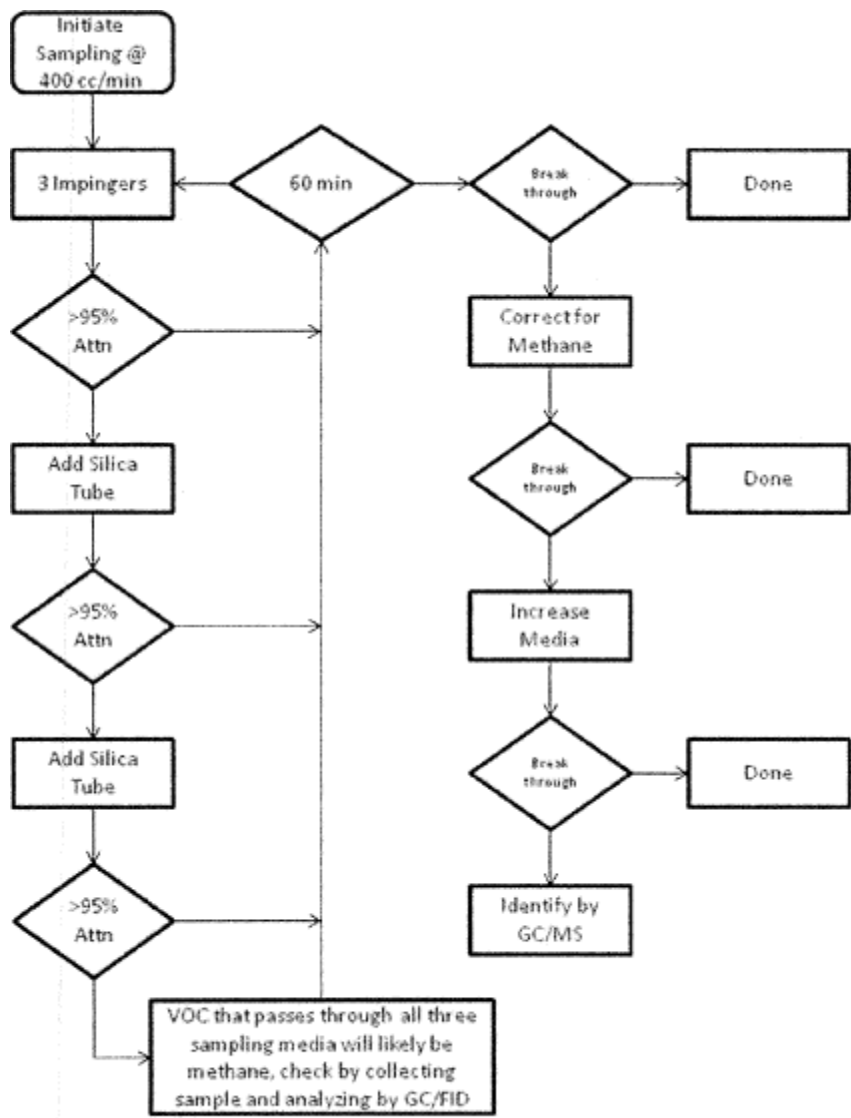 Initiate
Sampling @
400 cc/min
3 Impingers
60 min
Break
through
Done
>95%
Attn
Correct for
Methane
Add Silica
Tube
Break
through
Done
>95%
Attn
Increase
Media
Add Silica
Tube
Break
through
Done
>95%
Attn
Identify by
GC/MS
VOC that passes through all three
sampling media will likely be
methane, check by collecting
sample and analyzing by GC/FID